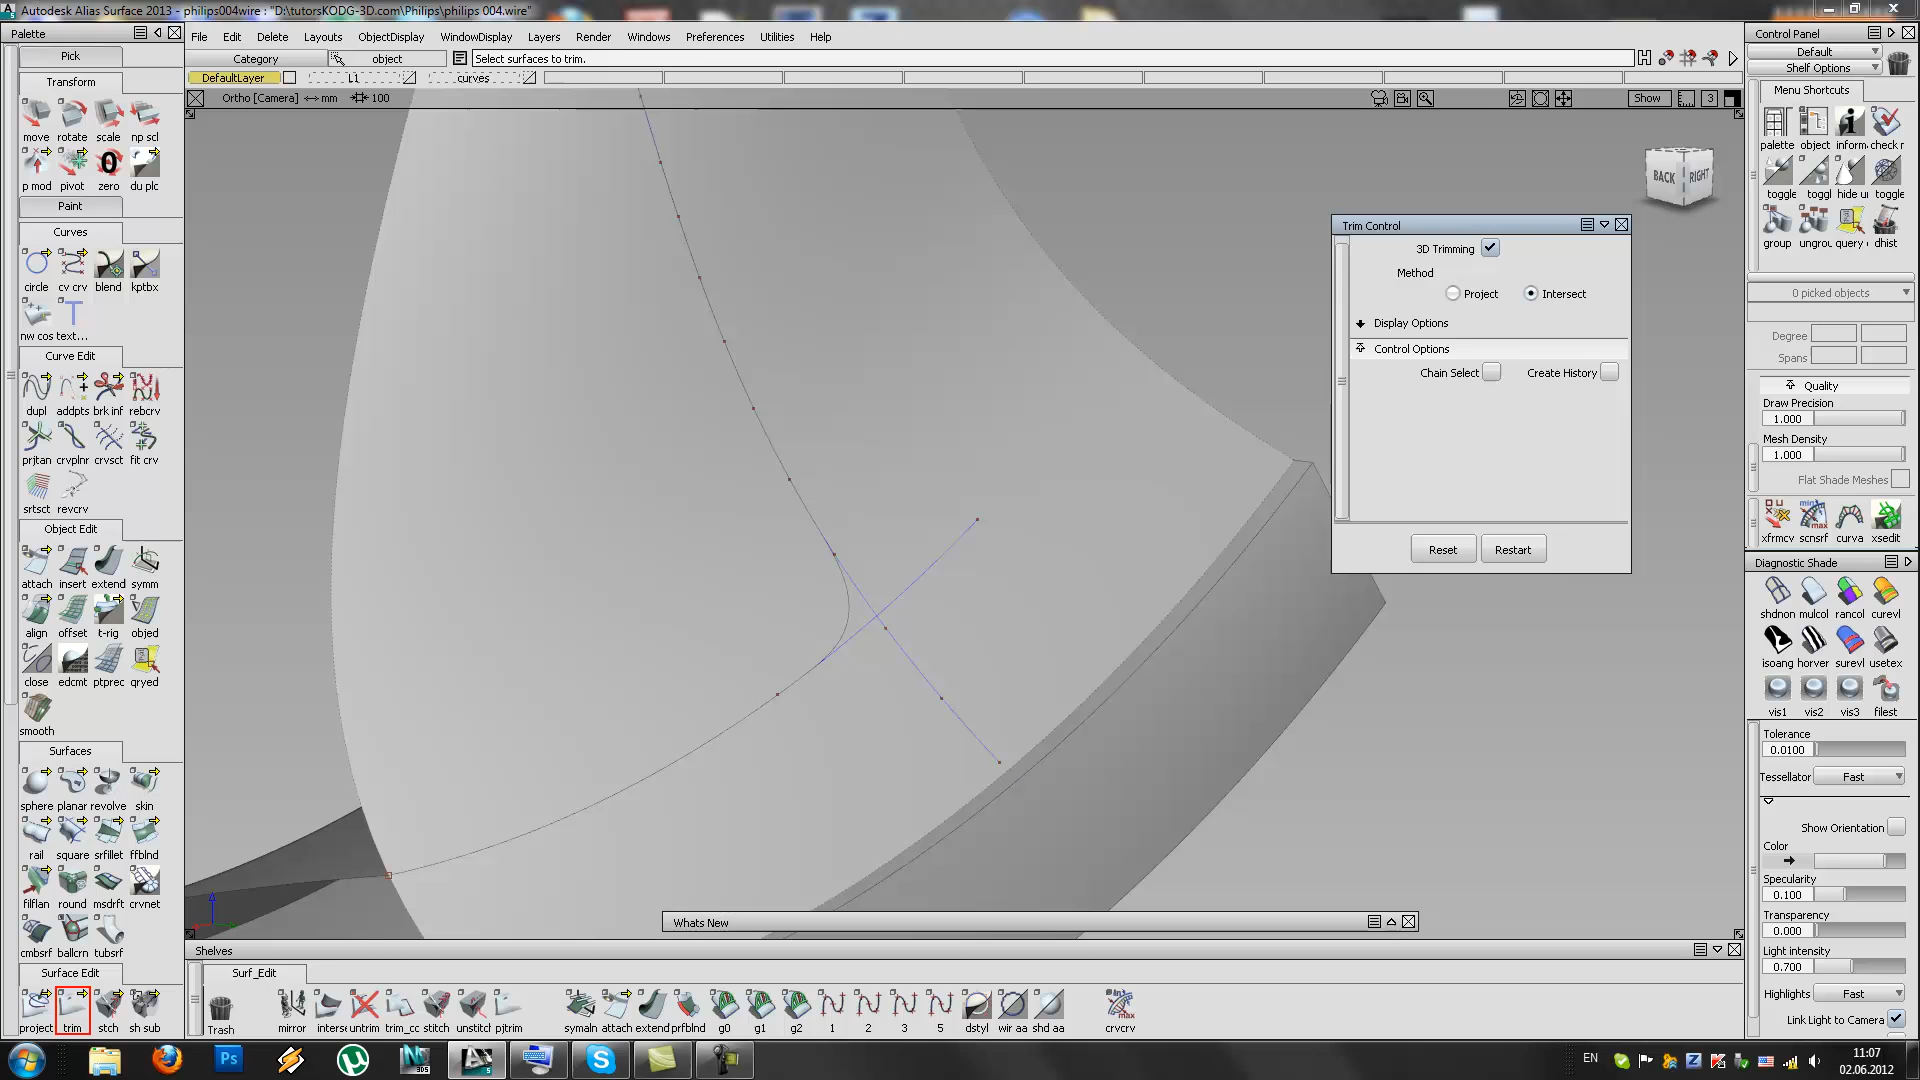 Autodesk Alias Surface 2013 - philips004wire : "D:\tutorsKODG-3D.com\Philips\philips 004.wire"
Palette
Pick
Transform
move rotate scale np scl
p mod pivot zero du plc
Paint
Curves
circle cv crv blend kptbx
nw cos text...
Curve Edit
dupl addpts brk inf rebcrv
prjtan crvplnr crvsct fit crv
srtsct revcrv
Object Edit
attach insert extend symm
align offset t-rig objed
close edcmt ptprec qryed
smooth
Surfaces
sphere planar revolve skin
rail square srfillet ffblnd
filflan round msdrft crvnet
cmbsrf ballcrn tubsrf
Surface Edit
project trim stch sh sub
File Edit Delete Layouts ObjectDisplay WindowDisplay Layers Render Windows Preferences Utilities Help
Category object Select surfaces to trim.
DefaultLayer L1 curves
Ortho [Camera] mm 100
Show 3
BACK RIGHT
Trim Control
3D Trimming
Method
Project Intersect
Display Options
Control Options
Chain Select Create History
Reset Restart
Whats New
Shelves
Surf_Edit
Trash mirror interse untrim trim_cc stitch unstitch pjtrim symaln attach extend prfblnd g0 g1 g2 1 2 3 5 dstyl wir aa shd aa crvcrv
Control Panel
Default
Shelf Options
Menu Shortcuts
palette object inform. check r
toggle toggl hide u toggle
group ungrou query dhist
0 picked objects
Degree
Spans
Quality
Draw Precision
1.000
Mesh Density
1.000
Flat Shade Meshes
xfrmcv scnsrf curva xsedit
Diagnostic Shade
shdnon mulcol rancol curevl
isoang horver surevl usetex
vis1 vis2 vis3 filest
Tolerance
0.0100
Tessellator Fast
Show Orientation
Color
Specularity
0.100
Transparency
0.000
Light intensity
0.700
Highlights Fast
Link Light to Camera
EN
11:07
02.06.2012